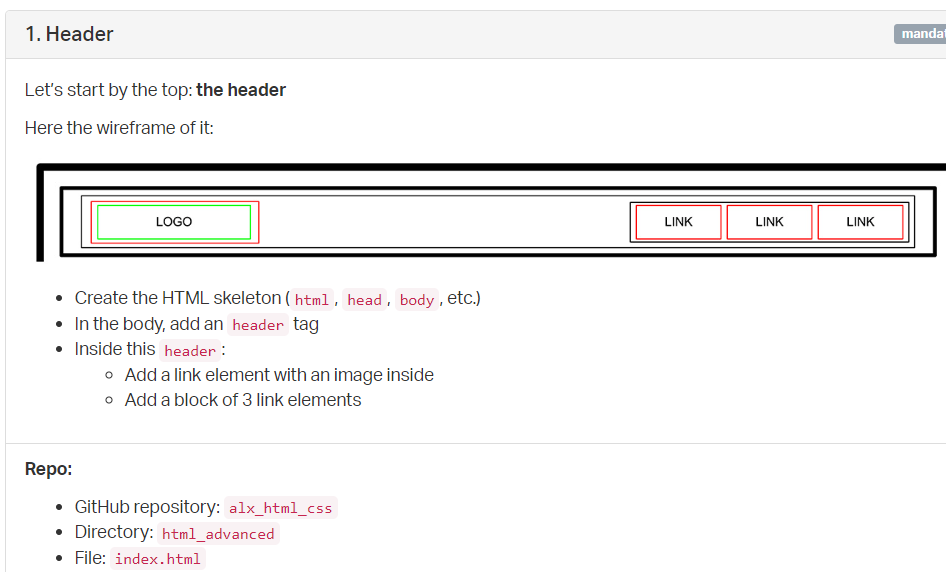 1. Header
mandat
Let's start by the top: the header
Here the wireframe of it:
LOGO LINK LINK LINK
Create the HTML skeleton ( html , head , body , etc.)
In the body, add an header tag
Inside this header :
Add a link element with an image inside
Add a block of 3 link elements
Repo:
GitHub repository: alx_html_css
Directory: html_advanced
File: index.html